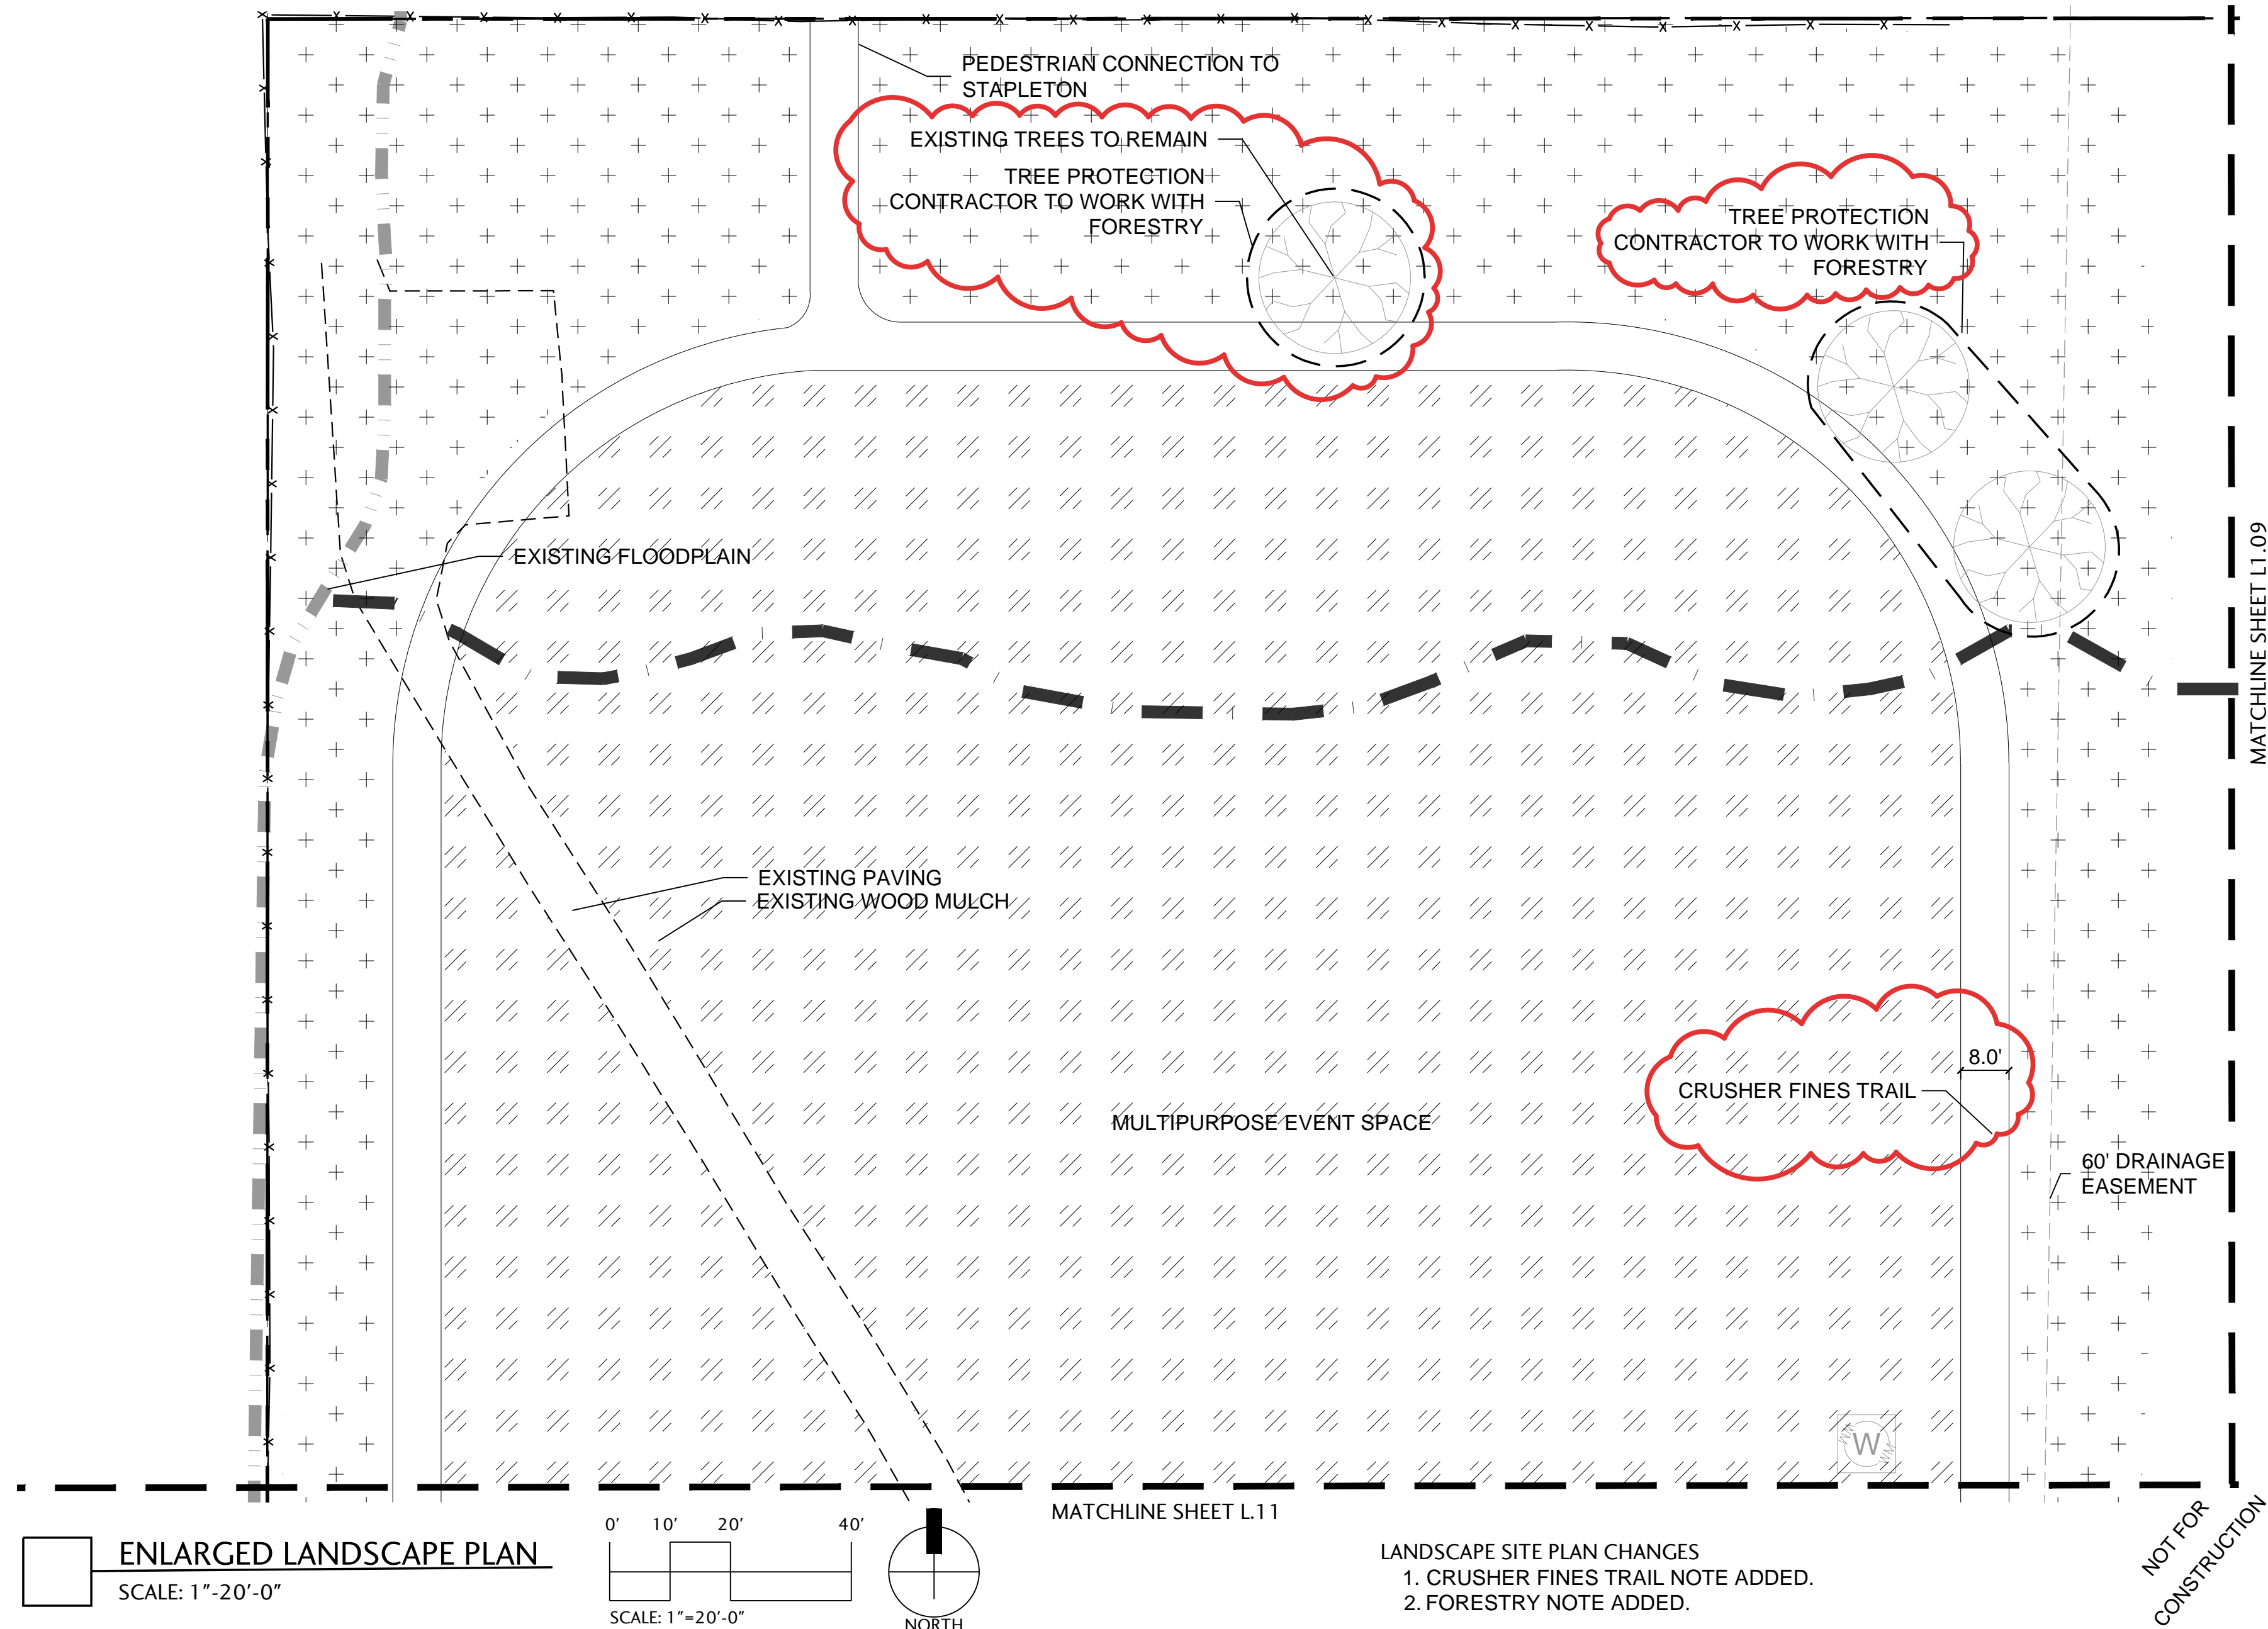 PEDESTRIAN CONNECTION TO
STAPLETON
EXISTING TREES TO REMAIN
TREE PROTECTION
CONTRACTOR TO WORK WITH
FORESTRY
TREE PROTECTION
CONTRACTOR TO WORK WITH
FORESTRY
EXISTING FLOODPLAIN
MATCHLINE SHEET L1.09
EXISTING PAVING
EXISTING WOOD MULCH
8.0'
CRUSHER FINES TRAIL
MULTIPURPOSE EVENT SPACE
60' DRAINAGE
EASEMENT
W
MATCHLINE SHEET L.11
ENLARGED LANDSCAPE PLAN
SCALE: 1"-20'-0"
0' 10' 20' 40'
SCALE: 1"=20'-0"
NORTH
LANDSCAPE SITE PLAN CHANGES
1. CRUSHER FINES TRAIL NOTE ADDED.
2. FORESTRY NOTE ADDED.
NOT FOR
CONSTRUCTION